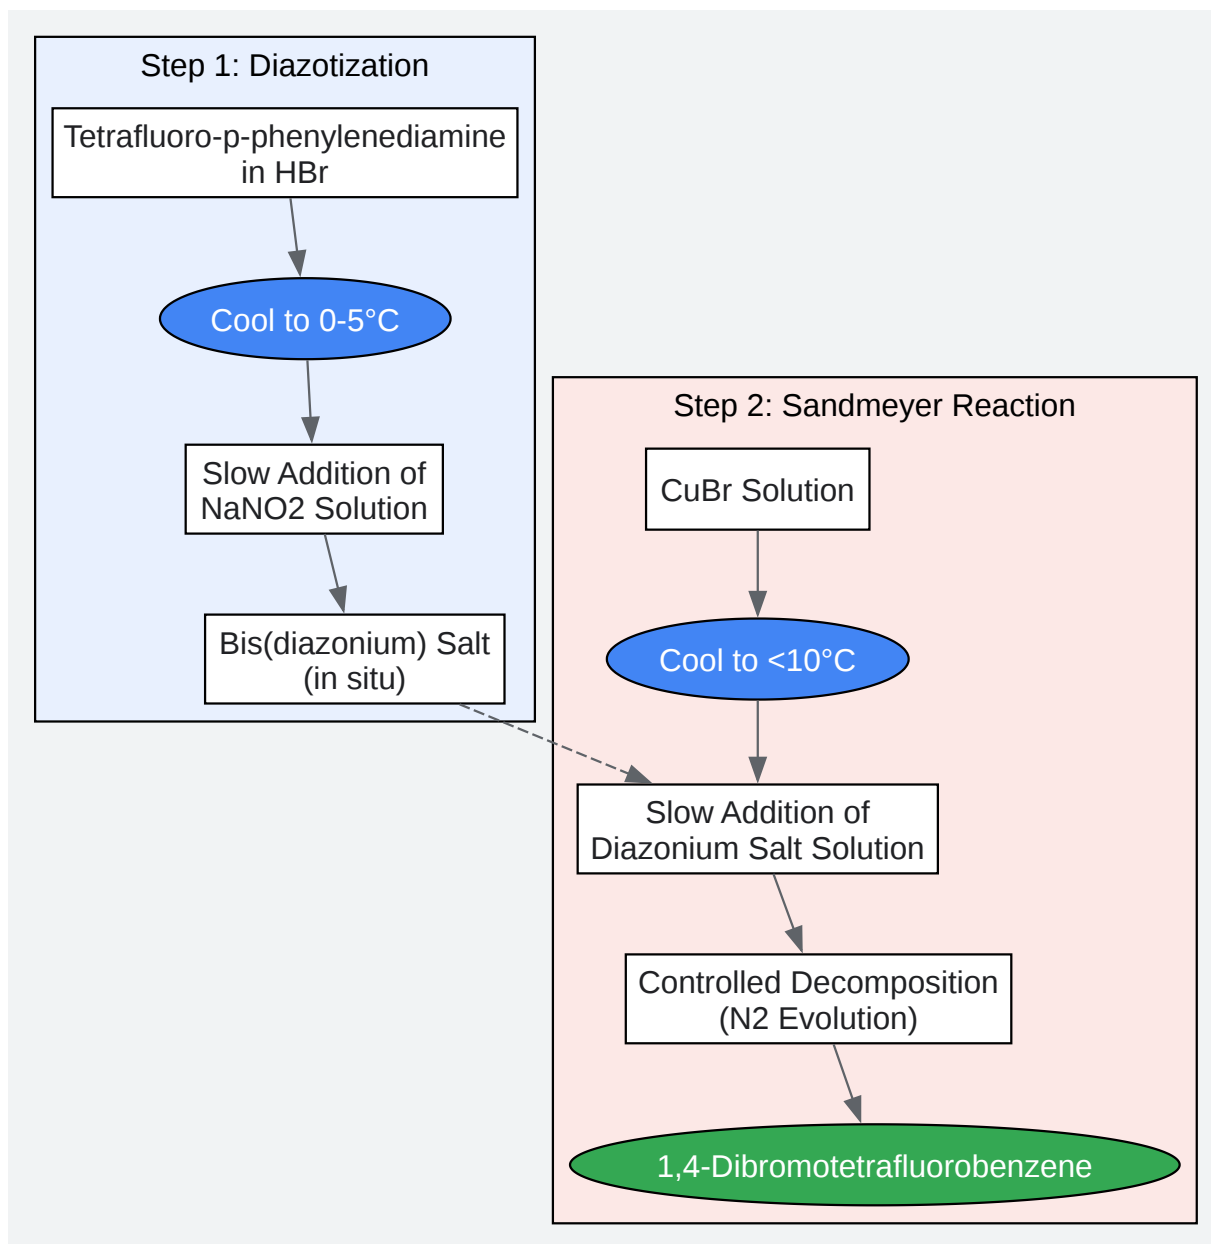 Step 1: Diazotization
Tetrafluoro-p-phenylenediamine
in HBr
Cool to 0-5°C
Slow Addition of
NaNO2 Solution
Bis(diazonium) Salt
(in situ)
Step 2: Sandmeyer Reaction
CuBr Solution
Cool to <10°C
Slow Addition of
Diazonium Salt Solution
Controlled Decomposition
(N2 Evolution)
1,4-Dibromotetrafluorobenzene